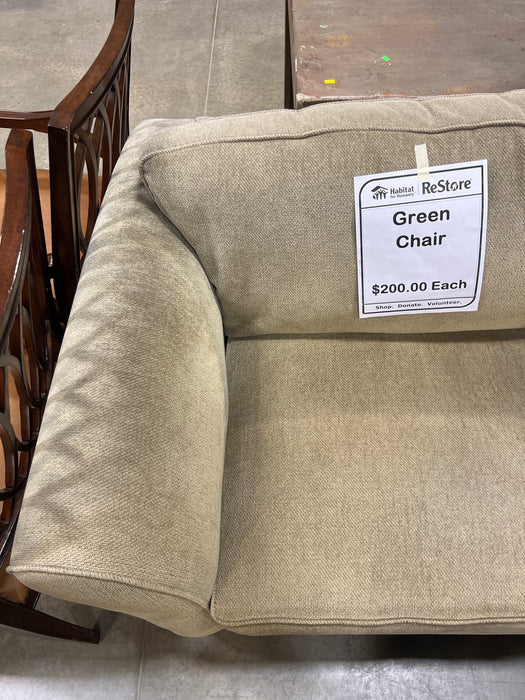 Habitat for Humanity ReStore
Green
Chair
$200.00 Each
Shop. Donate. Volunteer.